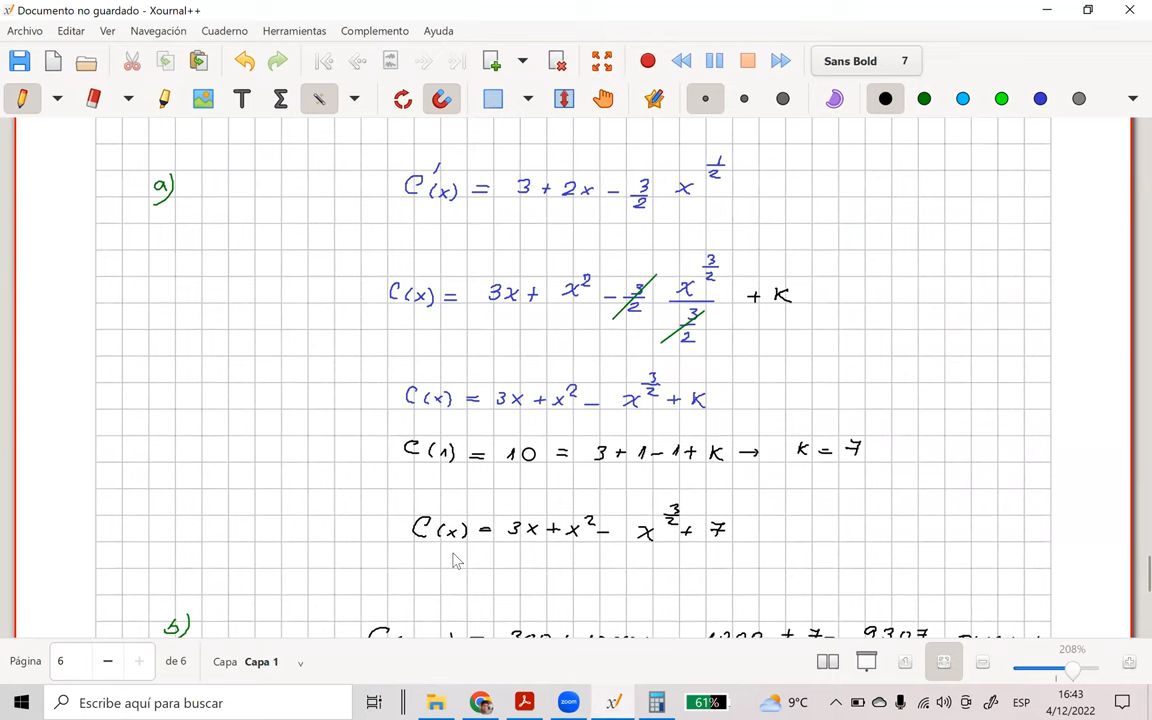 Documento no guardado - Xournal++
Archivo Editar Ver Navegación Cuaderno Herramientas Complemento Ayuda
Sans Bold 7
a) C'(x) = 3 + 2x - 3/2 x^(1/2)
C(x) = 3x + x² - 3/2 x^(3/2)/(3/2) + K
C(x) = 3x + x² - x^(3/2) + K
C(1) = 10 = 3 + 1 - 1 + K → K = 7
C(x) = 3x + x² - x^(3/2) + 7
b)
Página 6 de 6 Capa Capa 1 208%
Escribe aquí para buscar zoom 61% 9°C ESP 16:43
4/12/2022